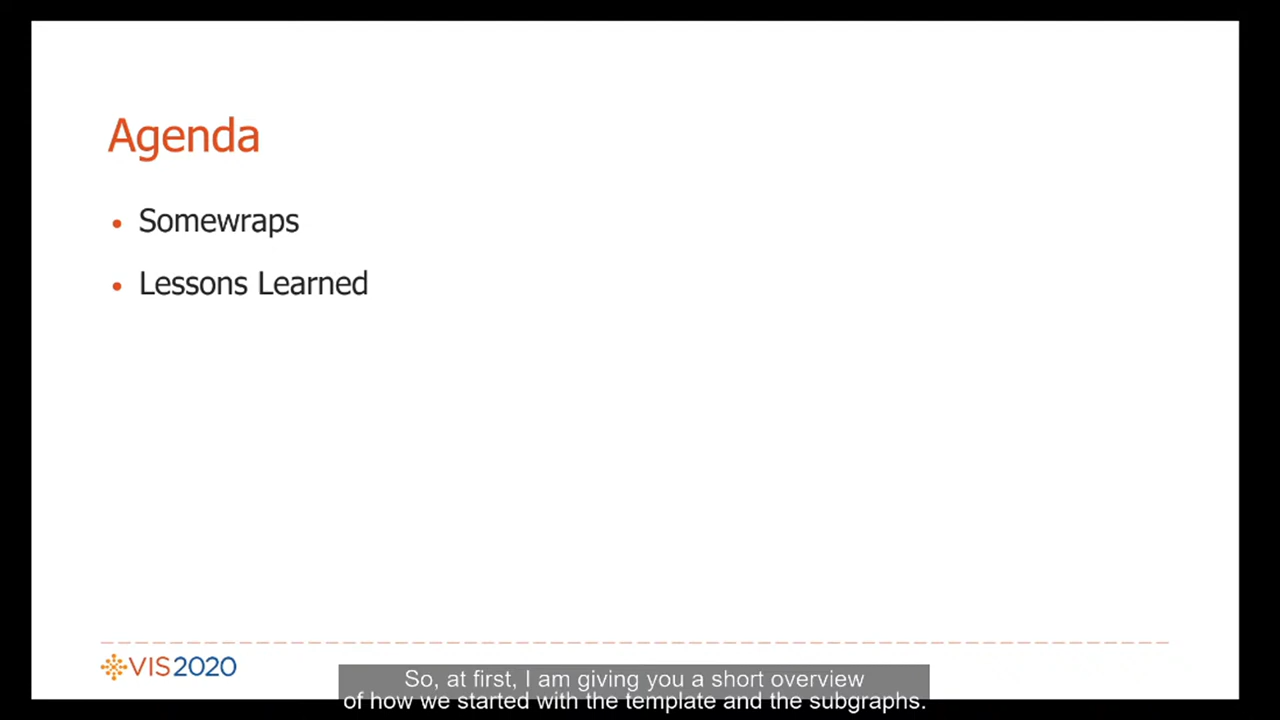 Agenda
• Somewraps
• Lessons Learned
VIS2020
So, at first, I am giving you a short overview
of how we started with the template and the subgraphs.